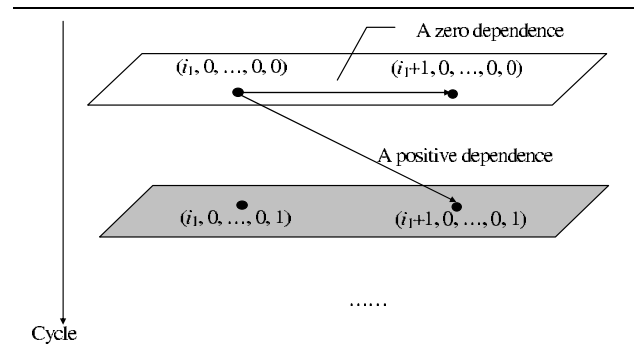 A zero dependence
(i₁, 0, …, 0, 0) (i₁+1, 0, …, 0, 0)
A positive dependence
(i₁, 0, …, 0, 1) (i₁+1, 0, …, 0, 1)
……
Cycle